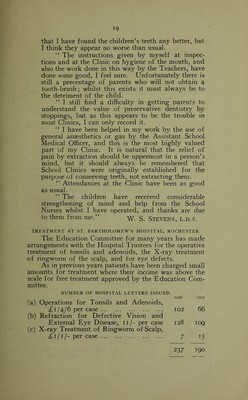 19
that I have found the children's teeth any better, but
I think they appear no worse than usual.
" The instructions given by myself at inspec-
tions and at the Clinic on hygiene of the mouth, and
also the work done in this way by the Teachers, have
done some good, I feel sure. Unfortunately there is
still a percentage of parents who will not obtain a
tooth-brush; whilst this exists it must always be to
the detriment of the child.
" I still find a difficulty in getting parents to
understand the value of preservative dentistry by
stoppings, but as this appears to be the trouble in
most Clinics, I can only record it.
" I have been helped in my work by the use of
general anæsthetics or gas by the Assistant School
Medical Officer, and this is the most highly valued
part of my Clinic. It is natural that the relief of
pain by extraction should be uppermost in a person's
mind, but it should always be remembered that
School Clinics were originally established for the
purpose of conserving teeth, not extracting them.
" Attendances at the Clinic have been as good
as usual.
" The children have received considerable
strengthening of mind and help from the School
Nurses whilst I have operated, and thanks are due
to them from me." W. S. STEVENS, L.D.S.
TREATMENT AT ST. BARTHOLOMEW'S HOSPITAL, ROCHESTER.
The Education Committee for many years has made
arrangements with the Hospital Trustees for the operative
treatment of tonsils and adenoids, the X-ray treatment
of ringworm of the scalp, and for eye defects.
As in previous years patients have been charged small
amounts for treatment where their income was above the
scale for free treatment approved by the Education Com-
mittee.
NUMBER OF HOSPITAL LETTERS ISSUED.
(a) Operations for Tonsils and Adenoids,
£1/4/6 per case ... ... ... ... ... 102 66
(b) Refraction for Defective Vision and
External Eye Disease, 11/- per case 128 109
(c) X-ray Treatment of Ringworm of Scalp,
£1/1/- per case ... ... ... ... ... 7 15
237 190